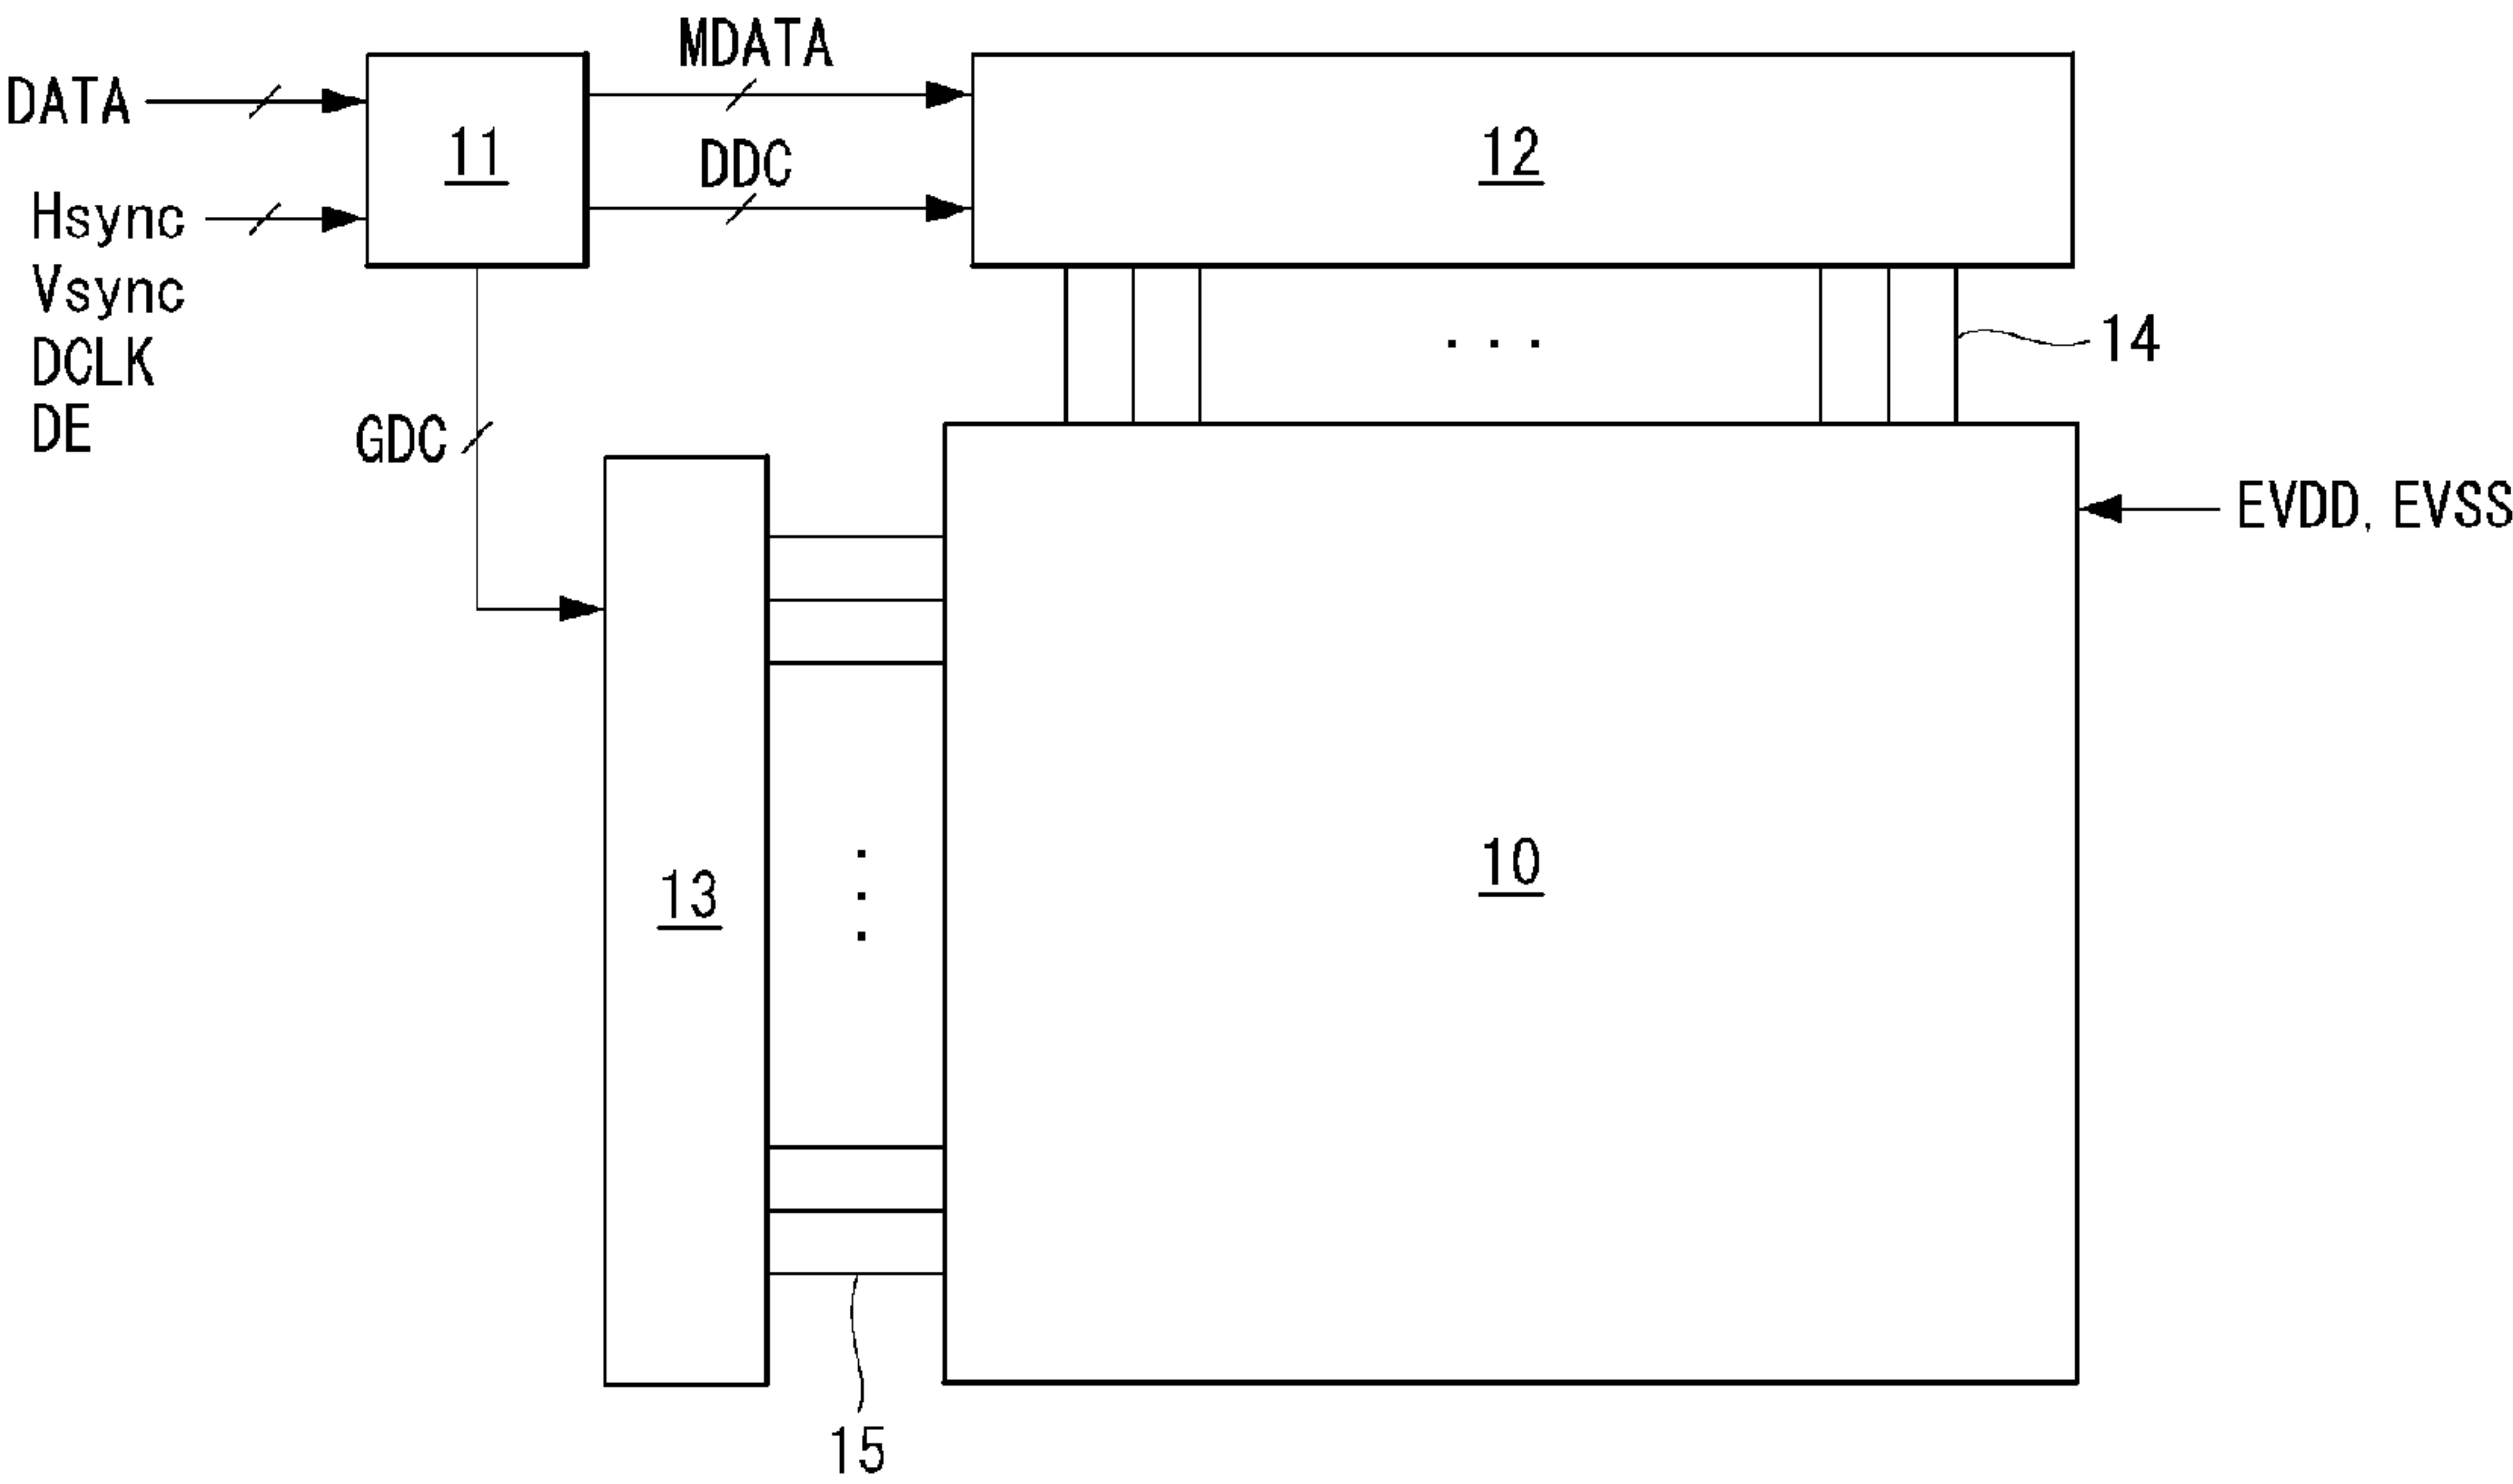 MDATA
DATA
11
DDC
12
Hsync
Vsync
DCLK
DE
14
GDC
EVDD, EVSS
10
13
15